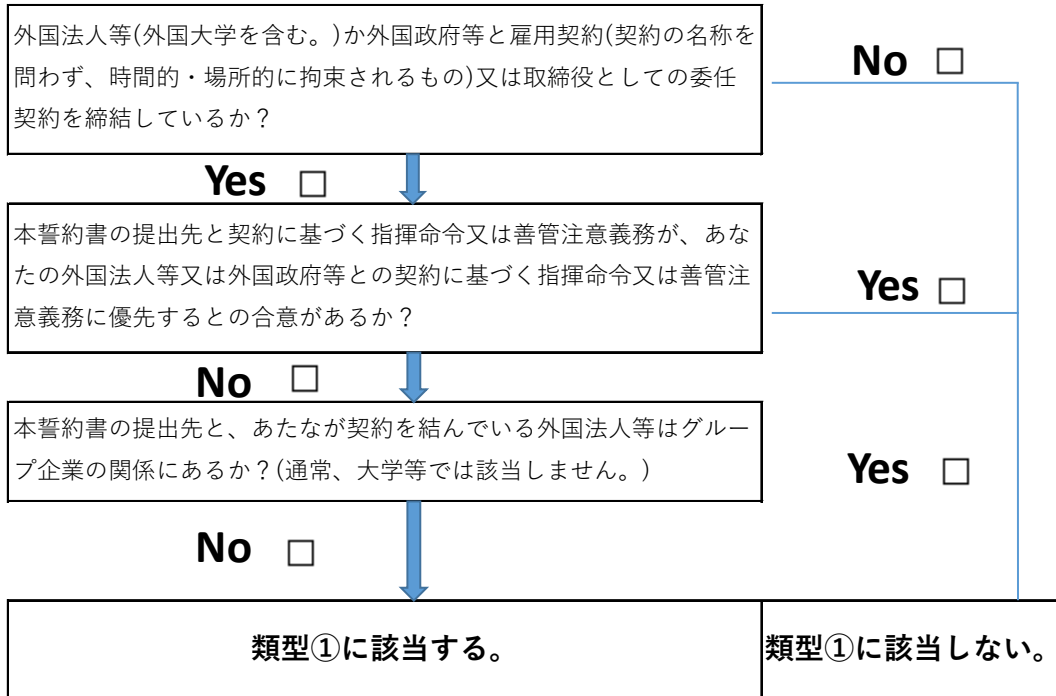 外国法人等(外国大学を含む。)か外国政府等と雇用契約(契約の名称を
問わず、時間的・場所的に拘束されるもの)又は取締役としての委任
契約を締結しているか？
No □
Yes □
本誓約書の提出先と契約に基づく指揮命令又は善管注意義務が、あな
たの外国法人等又は外国政府等との契約に基づく指揮命令又は善管注
意義務に優先するとの合意があるか？
Yes □
No □
本誓約書の提出先と、あたなが契約を結んでいる外国法人等はグルー
プ企業の関係にあるか？(通常、大学等では該当しません。)
Yes □
No □
類型①に該当する。
類型①に該当しない。